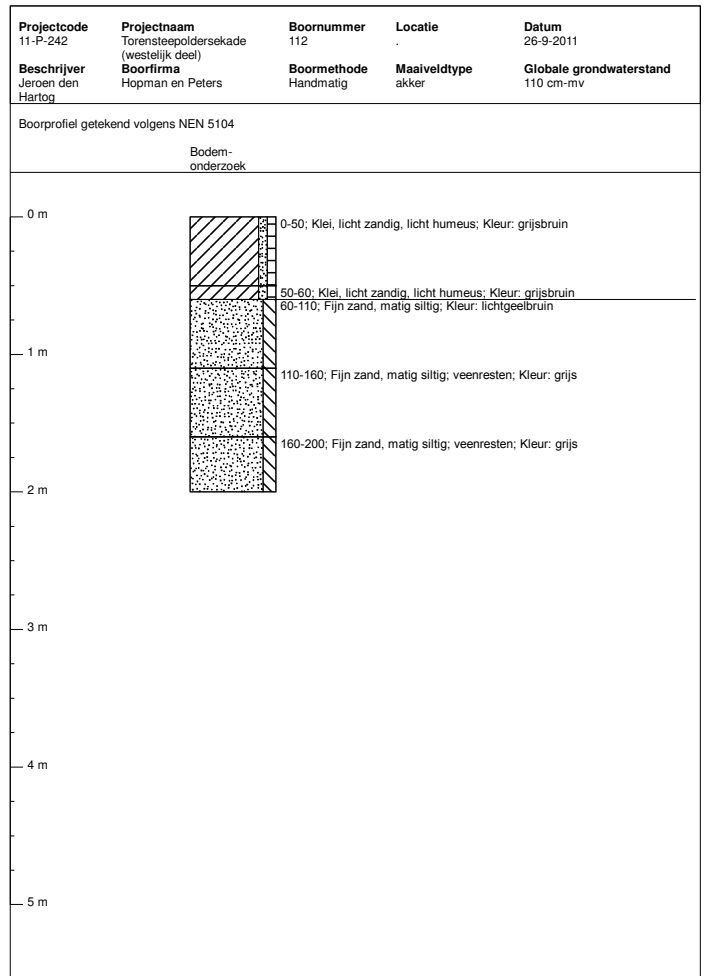 Projectcode Projectnaam Boornummer Locatie Datum
11-P-242 Torensteepoldersekade 112 . 26-9-2011
(westelijk deel)
Beschrijver Boorfirma Boormethode Maaiveldtype Globale grondwaterstand
Jeroen den Hopman en Peters Handmatig akker 110 cm-mv
Hartog
Boorprofiel getekend volgens NEN 5104
Bodem-
onderzoek
0 m
0-50; Klei, licht zandig, licht humeus; Kleur: grijsbruin
50-60; Klei, licht zandig, licht humeus; Kleur: grijsbruin
60-110; Fijn zand, matig siltig; Kleur: lichtgeelbruin
1 m
110-160; Fijn zand, matig siltig; veenresten; Kleur: grijs
160-200; Fijn zand, matig siltig; veenresten; Kleur: grijs
2 m
3 m
4 m
5 m